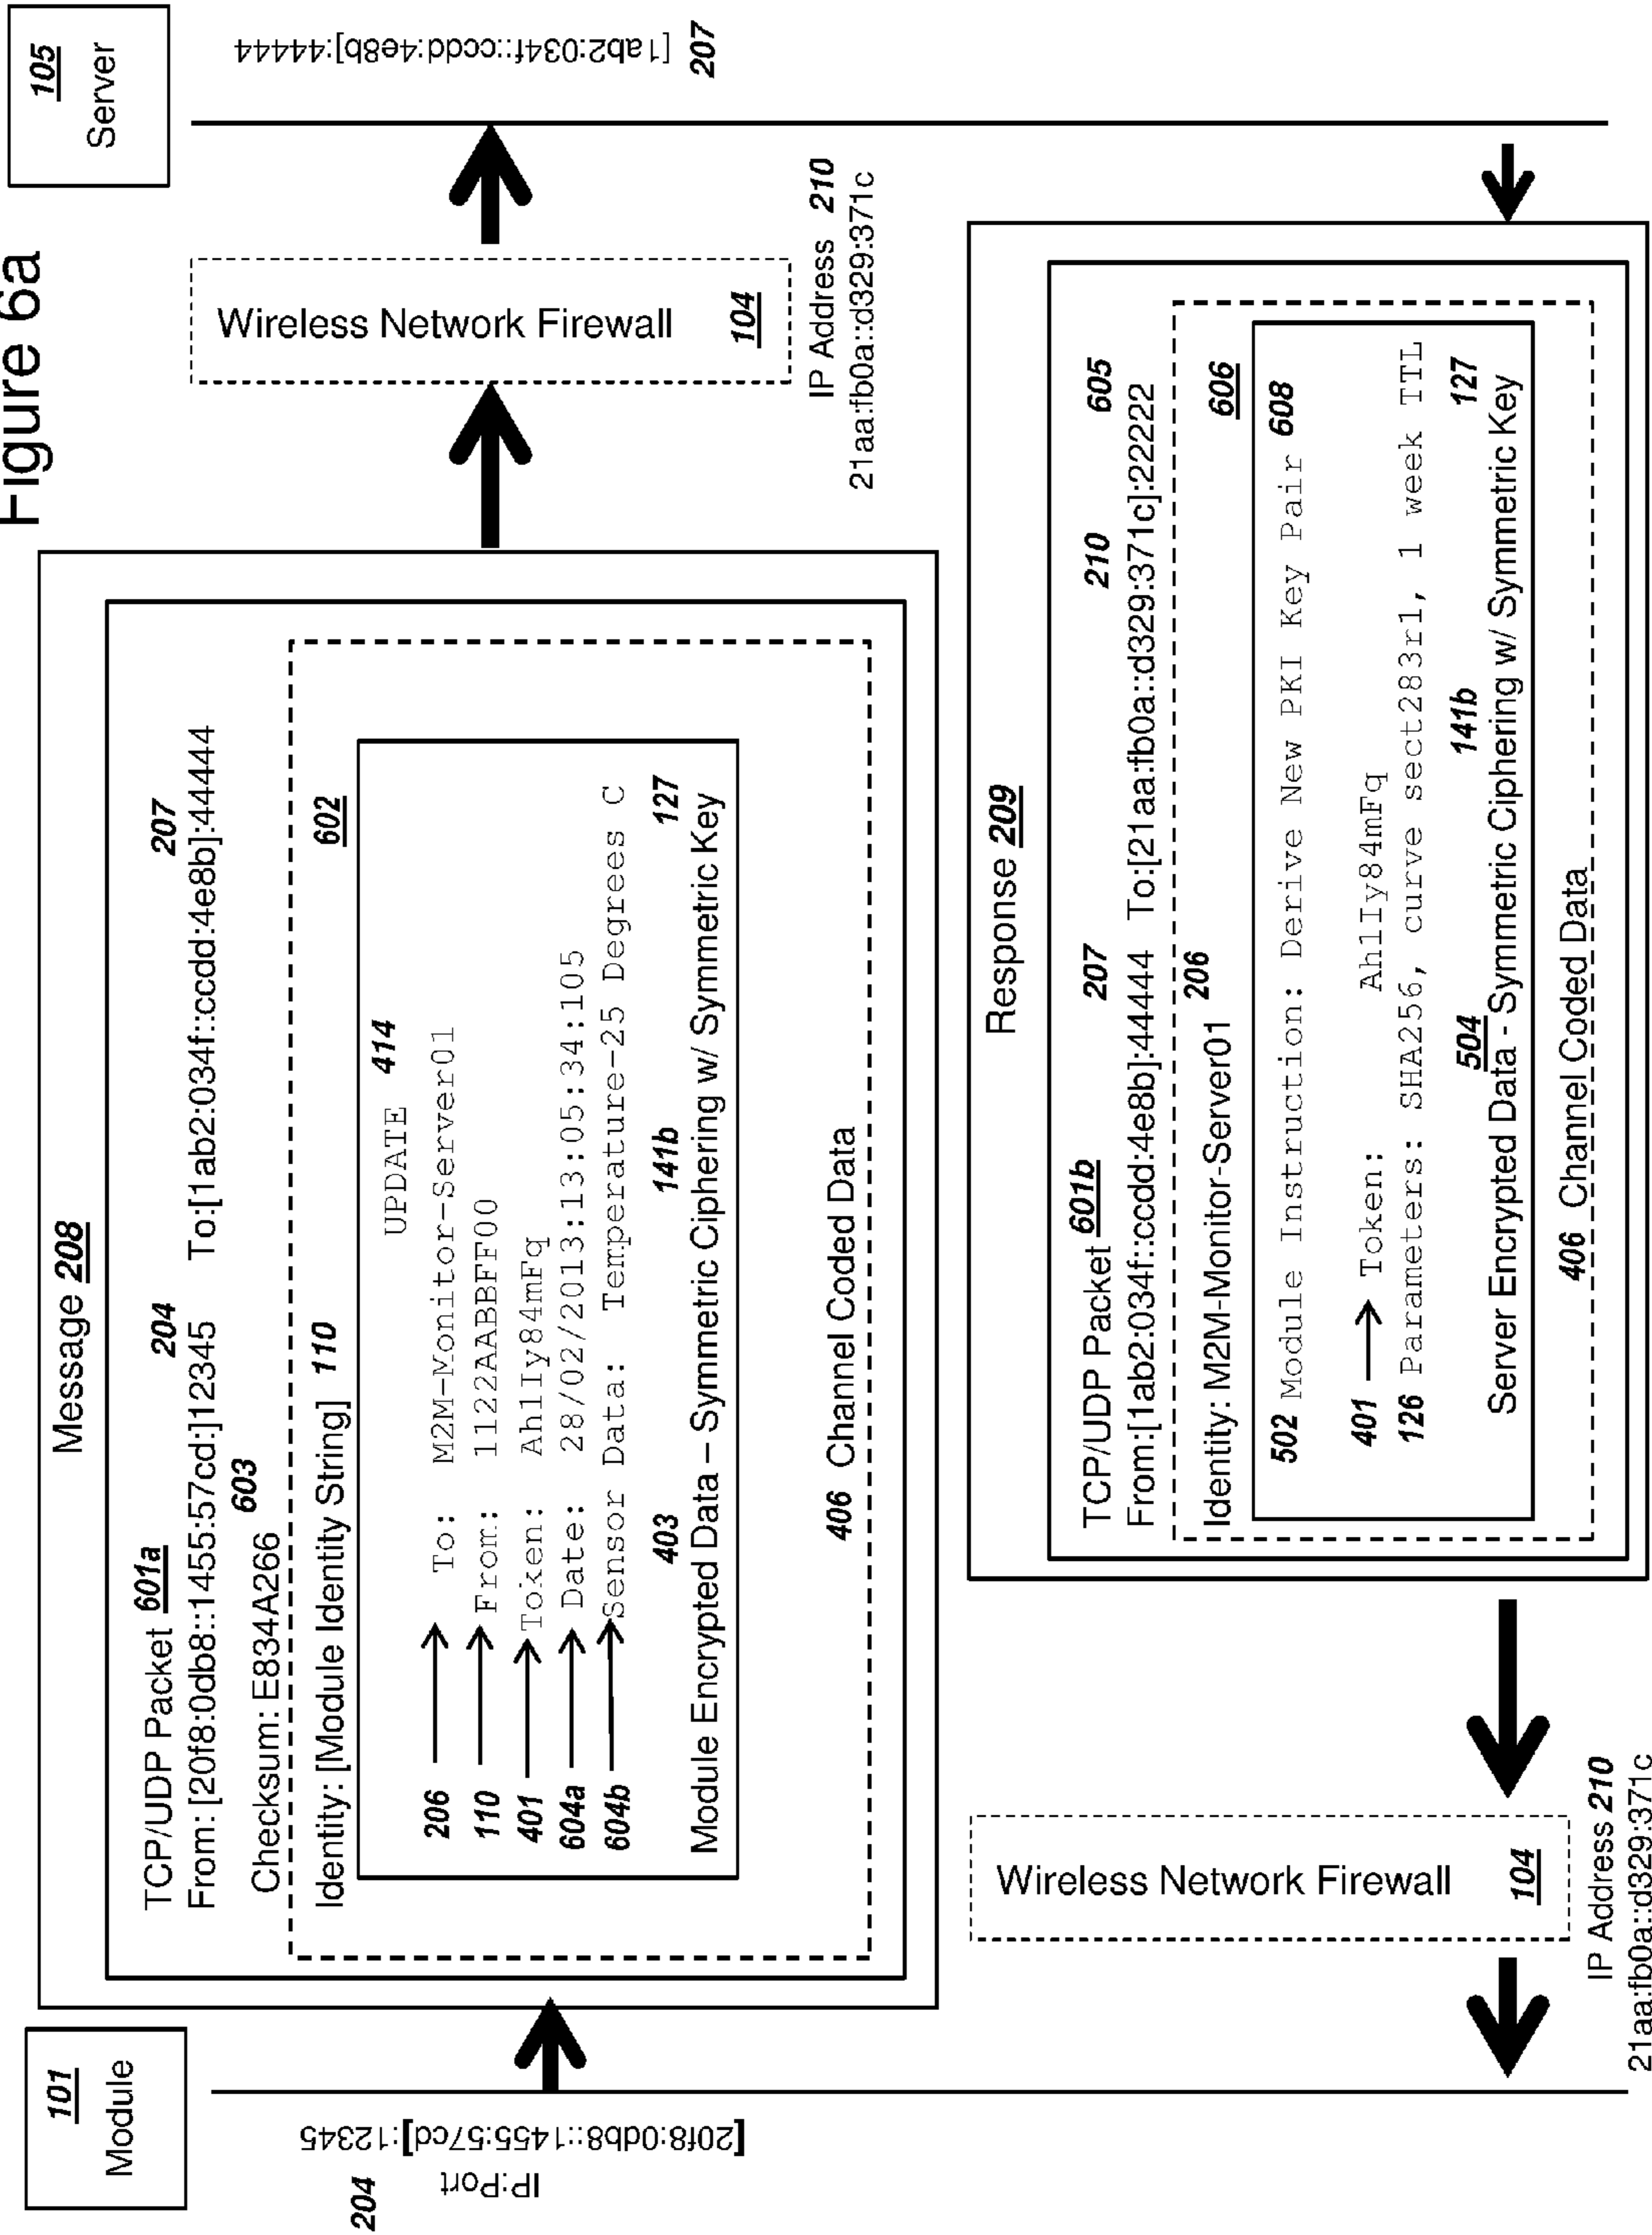 Figure 6a
101
Module
105
Server
Message 208
TCP/UDP Packet 601a
204
207
From: [20f8:0db8::1455:57cd:]12345 To:[1ab2:034f::ccdd:4e8b]:44444
603
Checksum: E834A266
Identity: [Module Identity String] 110
602
UPDATE 414
206 To: M2M-Monitor-Server01
110 From: 1122AABBFF00
401 Token: Ah1Iy84mFq
604a Date: 28/02/2013:13:05:34:105
604b Sensor Data: Temperature-25 Degrees C
403 141b 127
Module Encrypted Data – Symmetric Ciphering w/ Symmetric Key
406 Channel Coded Data
Wireless Network Firewall
104
IP Address 210
21aa:fb0a::d329:371c
[1ab2:034f::ccdd:4e8b]:44444
207
204
IP:Port
[20f8:0db8::1455:57cd]:12345
Response 209
TCP/UDP Packet 601b 207 210 605
From:[1ab2:034f::ccdd:4e8b]:44444 To:[21aa:fb0a::d329:371c]:22222
206
Identity: M2M-Monitor-Server01
606
502 Module Instruction: Derive New PKI Key Pair 608
401 Token: Ah1Iy84mFq
126 Parameters: SHA256, curve sect283r1, 1 week TTL
504 141b 127
Server Encrypted Data - Symmetric Ciphering w/ Symmetric Key
406 Channel Coded Data
Wireless Network Firewall
104
IP Address 210
21aa:fb0a::d329:371c